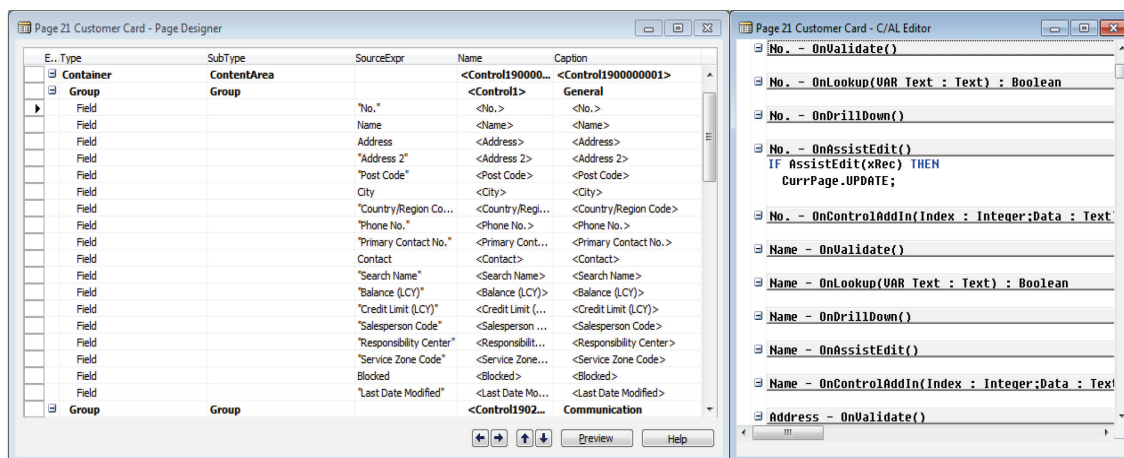 Page 21 Customer Card - Page Designer
E.. Type SubType SourceExpr Name Caption
Container ContentArea <Control190000... <Control1900000001>
Group Group <Control1> General
Field "No." <No.> <No.>
Field Name <Name> <Name>
Field Address <Address> <Address>
Field "Address 2" <Address 2> <Address 2>
Field "Post Code" <Post Code> <Post Code>
Field City <City> <City>
Field "Country/Region Co... <Country/Regi... <Country/Region Code>
Field "Phone No." <Phone No.> <Phone No.>
Field "Primary Contact No." <Primary Cont... <Primary Contact No.>
Field Contact <Contact> <Contact>
Field "Search Name" <Search Name> <Search Name>
Field "Balance (LCY)" <Balance (LCY)> <Balance (LCY)>
Field "Credit Limit (LCY)" <Credit Limit (... <Credit Limit (LCY)>
Field "Salesperson Code" <Salesperson ... <Salesperson Code>
Field "Responsibility Center" <Responsibilit... <Responsibility Center>
Field "Service Zone Code" <Service Zone... <Service Zone Code>
Field Blocked <Blocked> <Blocked>
Field "Last Date Modified" <Last Date Mo... <Last Date Modified>
Group Group <Control1902... Communication
Preview Help
Page 21 Customer Card - C/AL Editor
No. - OnValidate()
No. - OnLookup(VAR Text : Text) : Boolean
No. - OnDrillDown()
No. - OnAssistEdit()
IF AssistEdit(xRec) THEN
CurrPage.UPDATE;
No. - OnControlAddIn(Index : Integer;Data : Text
Name - OnValidate()
Name - OnLookup(VAR Text : Text) : Boolean
Name - OnDrillDown()
Name - OnAssistEdit()
Name - OnControlAddIn(Index : Integer;Data : Text
Address - OnValidate()